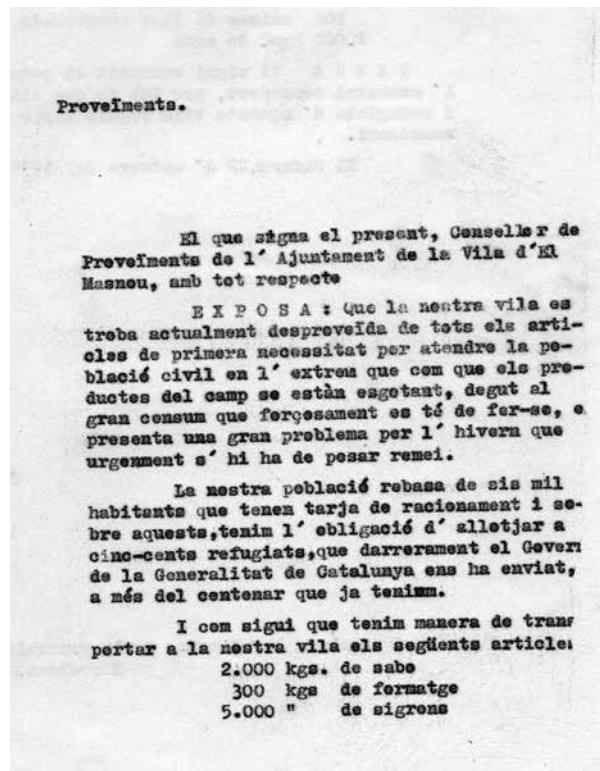 Proveïments.
El que signa el present, Conseller de
Proveïments de l´ Ajuntament de la Vila d´El
Masnou, amb tot respecte
E X P O S A : Que la nostra vila es
troba actualment desproveïda de tots els arti-
cles de primera necessitat per atendre la po-
blació civil en l´ extrem que com que els pro-
ductes del camp se estàn esgotant, degut al
gran consum que forçosament es té de fer-se, e
presenta una gran problema per l´ hivern que
urgenment s´ hi ha de posar remei.
La nostra població rebasa de sis mil
habitants que tenen tarja de racionament i so-
bre aquests,tenim l´ obligació d´ allotjar a
cinc-cents refugiats,que darrerament el Govern
de la Generalitat de Catalunya ens ha enviat,
a més del centenar que ja tenim.
I com sigui que tenim manera de trans
portar a la nostra vila els següents articles
2.000 kgs. de sabo
300 kgs de formatge
5.000 " de sigrons